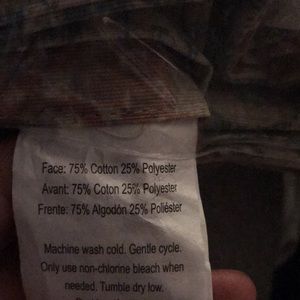 Face: 75% Cotton 25% Polyester
Avant: 75% Coton 25% Polyester
Frente: 75% Algodón 25% Poliéster
Machine wash cold. Gentle cycle.
Only use non-chlorine bleach when
needed. Tumble dry low.